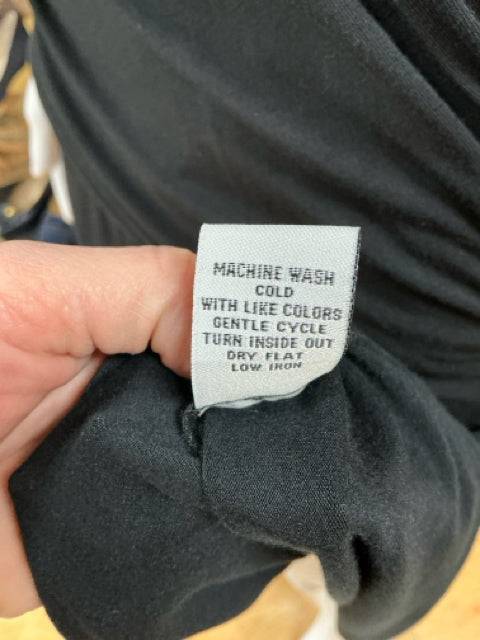 MACHINE WASH
COLD
WITH LIKE COLORS
GENTLE CYCLE
TURN INSIDE OUT
DRY FLAT
LOW IRON